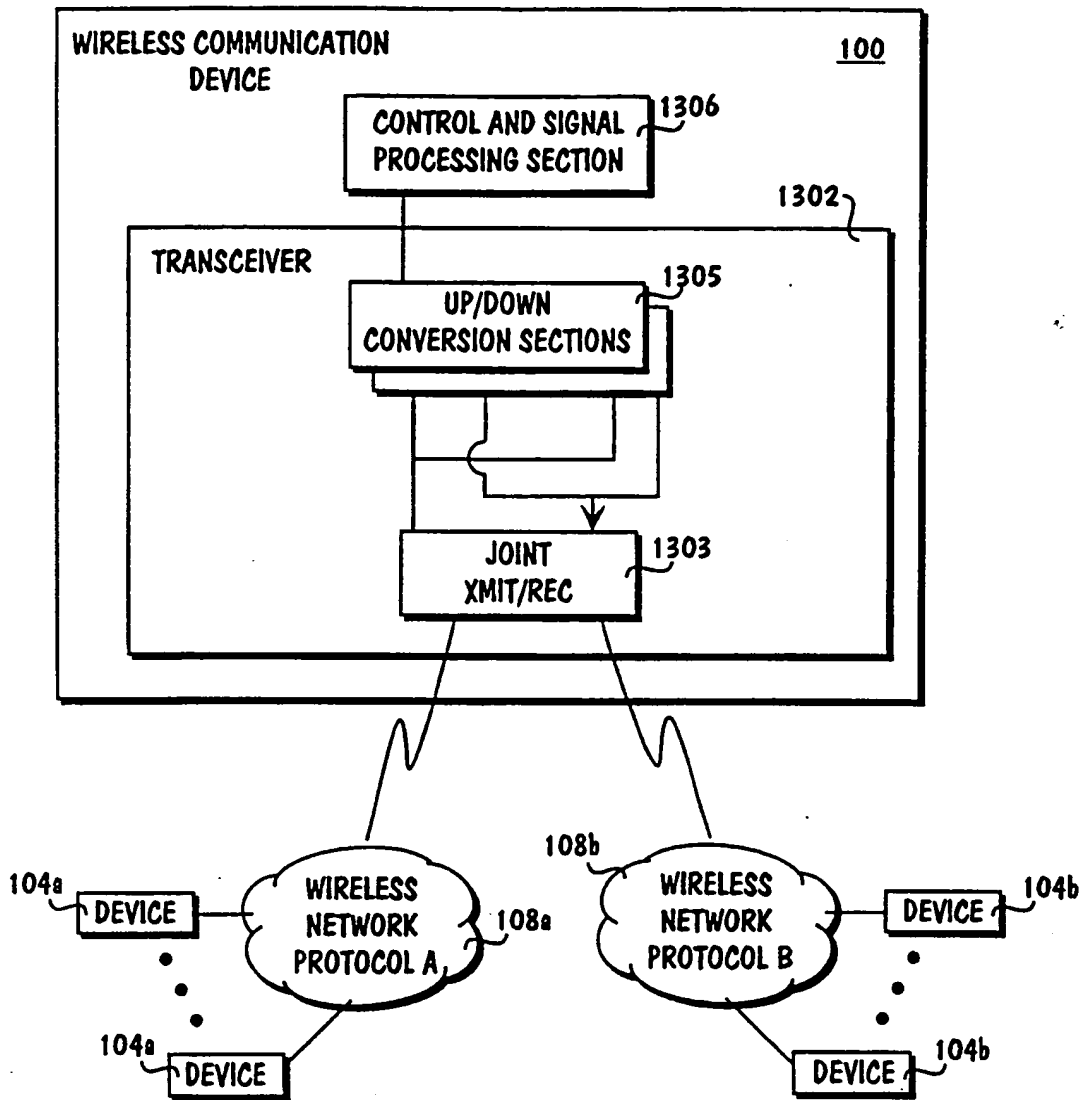 WIRELESS COMMUNICATION
DEVICE
100
1306
CONTROL AND SIGNAL
PROCESSING SECTION
1302
TRANSCEIVER
1305
UP/DOWN
CONVERSION SECTIONS
1303
JOINT
XMIT/REC
108b
104a
DEVICE
WIRELESS
NETWORK
PROTOCOL A
108a
WIRELESS
NETWORK
PROTOCOL B
104b
DEVICE
104a
DEVICE
104b
DEVICE